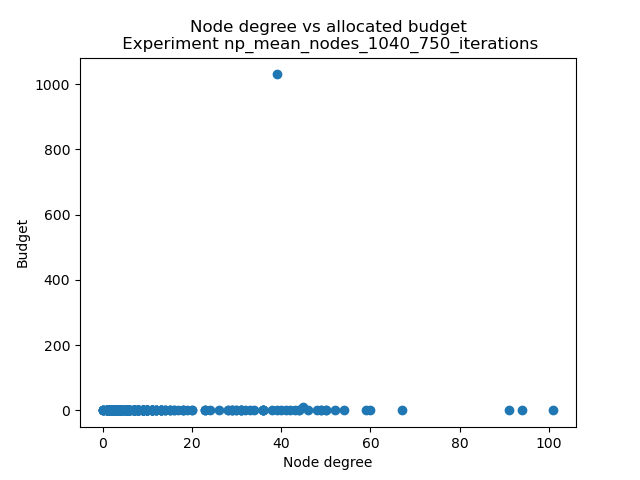 Node degree vs allocated budget
Experiment np_mean_nodes_1040_750_iterations
1000
800
600
400
200
0
Budget
0 20 40 60 80 100
Node degree